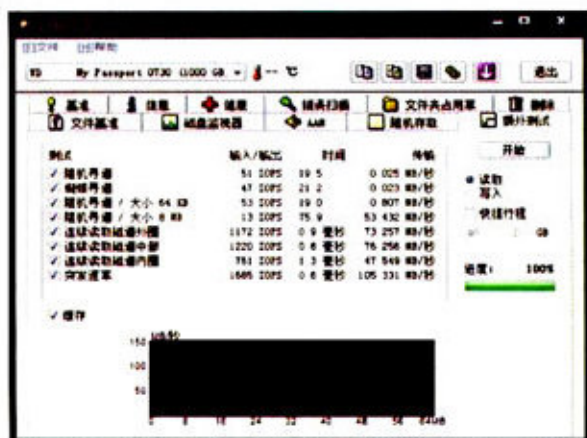 文件 帮助
WD My Passport 0730 (1000 GB -- ℃ 退出
基准 信息 健康 错误扫描 文件夹占用率 删除
文件基准 磁盘监视器 AAM 随机存取 额外测试
测试 输入/输出 时间 传输 开始
随机寻道 51 IOPS 19.5 0.025 MB/秒
47 IOPS 21.2 0.023 MB/秒
随机寻道 / 大小 64 KB 53 IOPS 19.0 0.807 MB/秒
随机寻道 / 大小 8 MB 13 IOPS 75.9 53.432 MB/秒
连续读取磁道外圈 1172 IOPS 0.9 毫秒 73.257 MB/秒
连续读取磁道中部 1220 IOPS 0.8 毫秒 76.256 MB/秒
连续读取磁道内圈 761 IOPS 1.3 毫秒 47.549 MB/秒
突发速率 1685 IOPS 0.6 毫秒 105.331 MB/秒
读取
写入
快捷行程
GB
进度: 100%
缓存
MB/秒
150
100
50
0 8 16 24 32 40 48 56 64MB